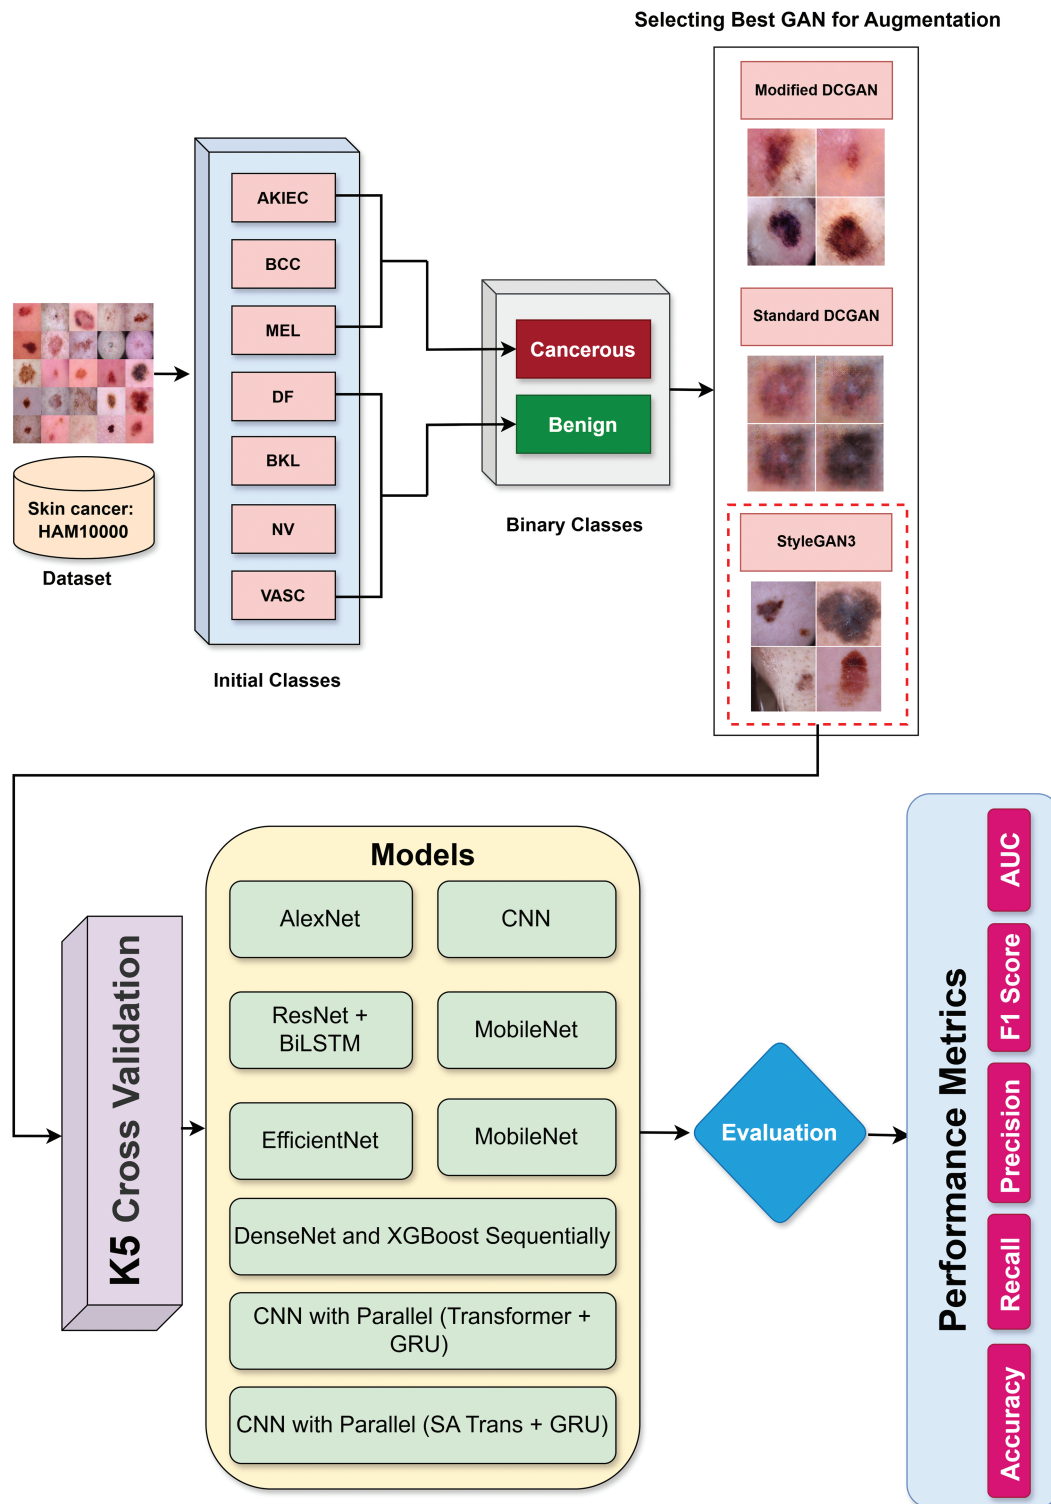 Selecting Best GAN for Augmentation
Modified DCGAN
Standard DCGAN
StyleGAN3
AKIEC
BCC
MEL
DF
BKL
NV
VASC
Initial Classes
Skin cancer:
HAM10000
Dataset
Cancerous
Benign
Binary Classes
K5 Cross Validation
Models
AlexNet
CNN
ResNet +
BiLSTM
MobileNet
EfficientNet
MobileNet
DenseNet and XGBoost Sequentially
CNN with Parallel (Transformer +
GRU)
CNN with Parallel (SA Trans + GRU)
Evaluation
Performance Metrics
AUC
F1 Score
Precision
Recall
Accuracy